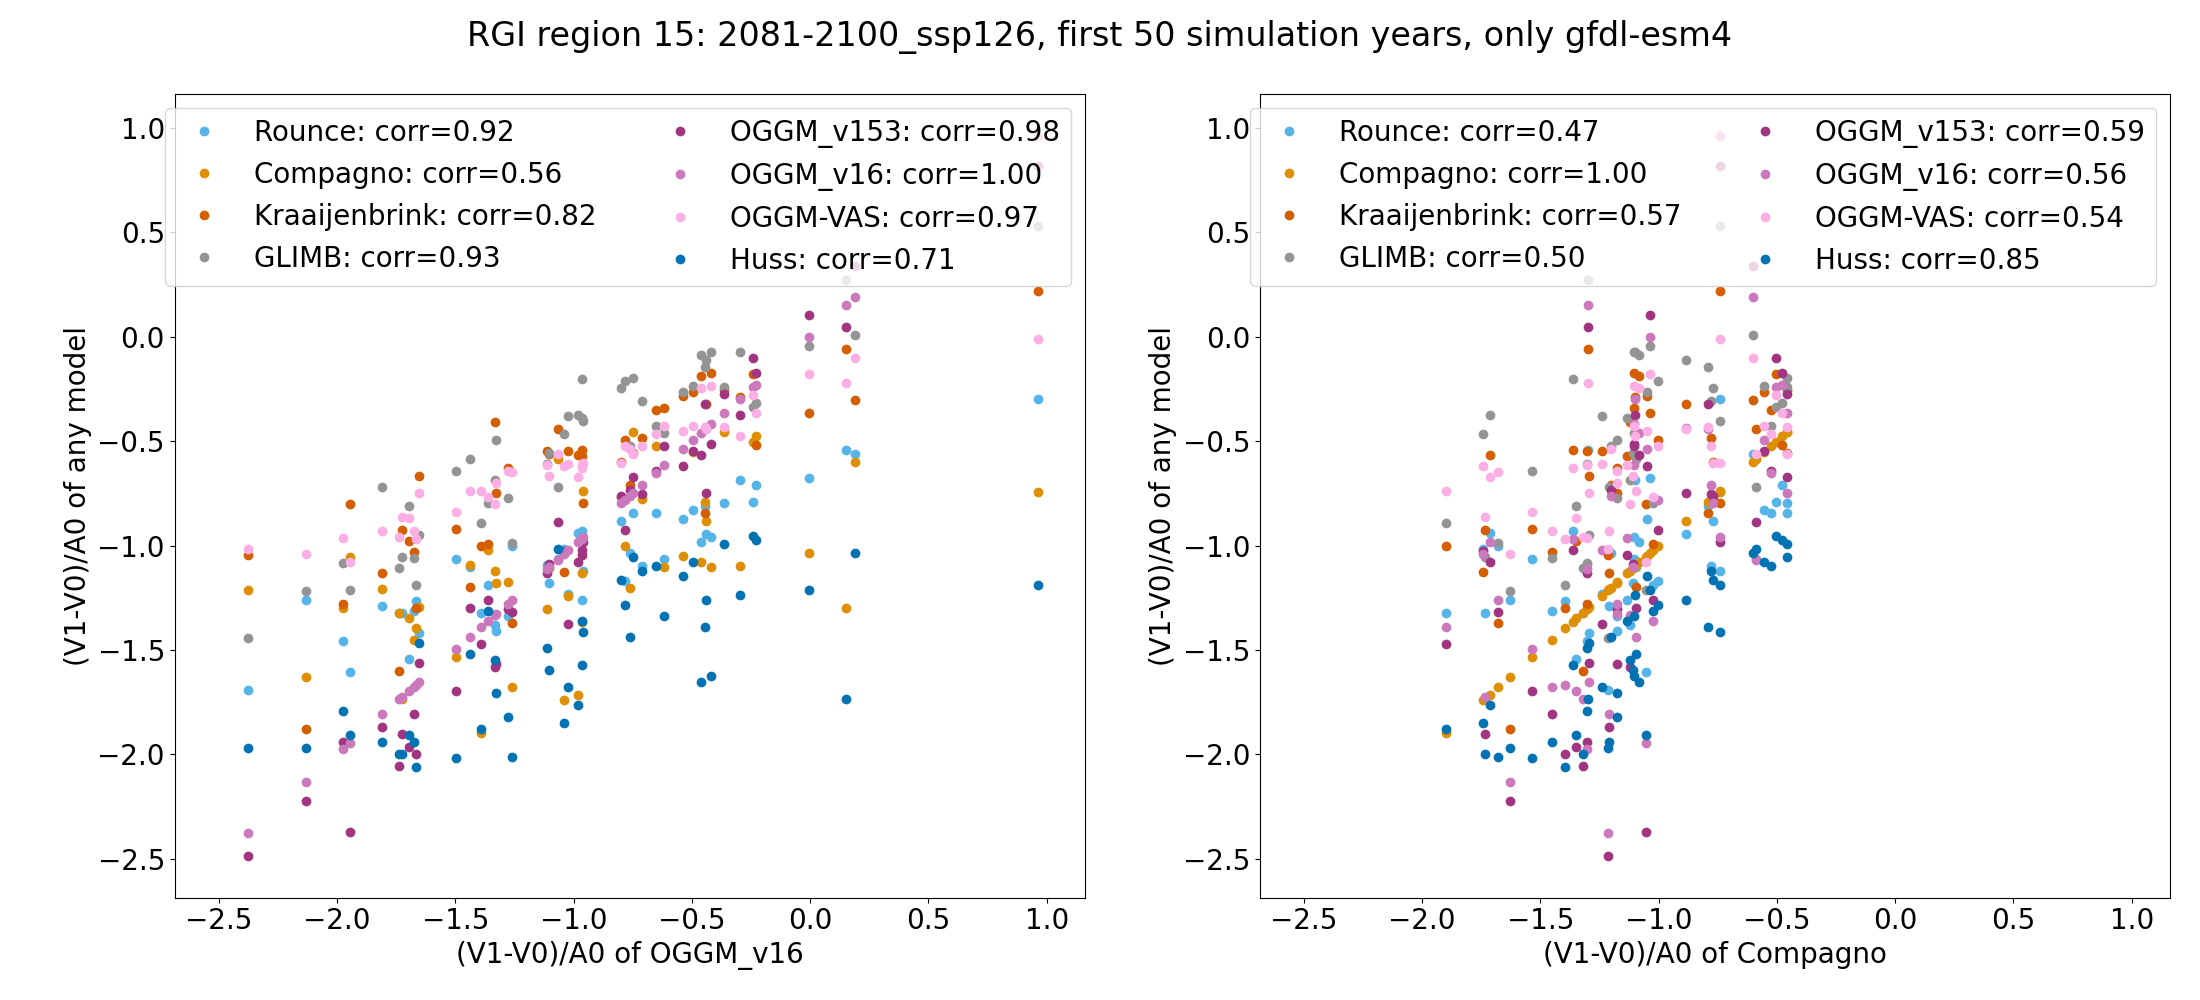 RGI region 15: 2081-2100_ssp126, first 50 simulation years, only gfdl-esm4
Rounce: corr=0.92
Compagno: corr=0.56
Kraaijenbrink: corr=0.82
GLIMB: corr=0.93
OGGM_v153: corr=0.98
OGGM_v16: corr=1.00
OGGM-VAS: corr=0.97
Huss: corr=0.71
1.0
0.5
0.0
−0.5
−1.0
−1.5
−2.0
−2.5
(V1-V0)/A0 of any model
−2.5 −2.0 −1.5 −1.0 −0.5 0.0 0.5 1.0
(V1-V0)/A0 of OGGM_v16
Rounce: corr=0.47
Compagno: corr=1.00
Kraaijenbrink: corr=0.57
GLIMB: corr=0.50
OGGM_v153: corr=0.59
OGGM_v16: corr=0.56
OGGM-VAS: corr=0.54
Huss: corr=0.85
1.0
0.5
0.0
−0.5
−1.0
−1.5
−2.0
−2.5
(V1-V0)/A0 of any model
−2.5 −2.0 −1.5 −1.0 −0.5 0.0 0.5 1.0
(V1-V0)/A0 of Compagno